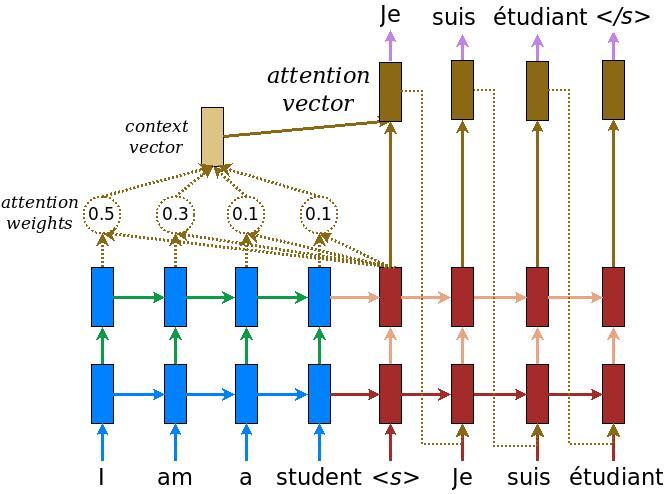 Je suis étudiant </s>
attention
vector
context
vector
attention
weights
0.5 0.3 0.1 0.1
I am a student <s> Je suis étudiant